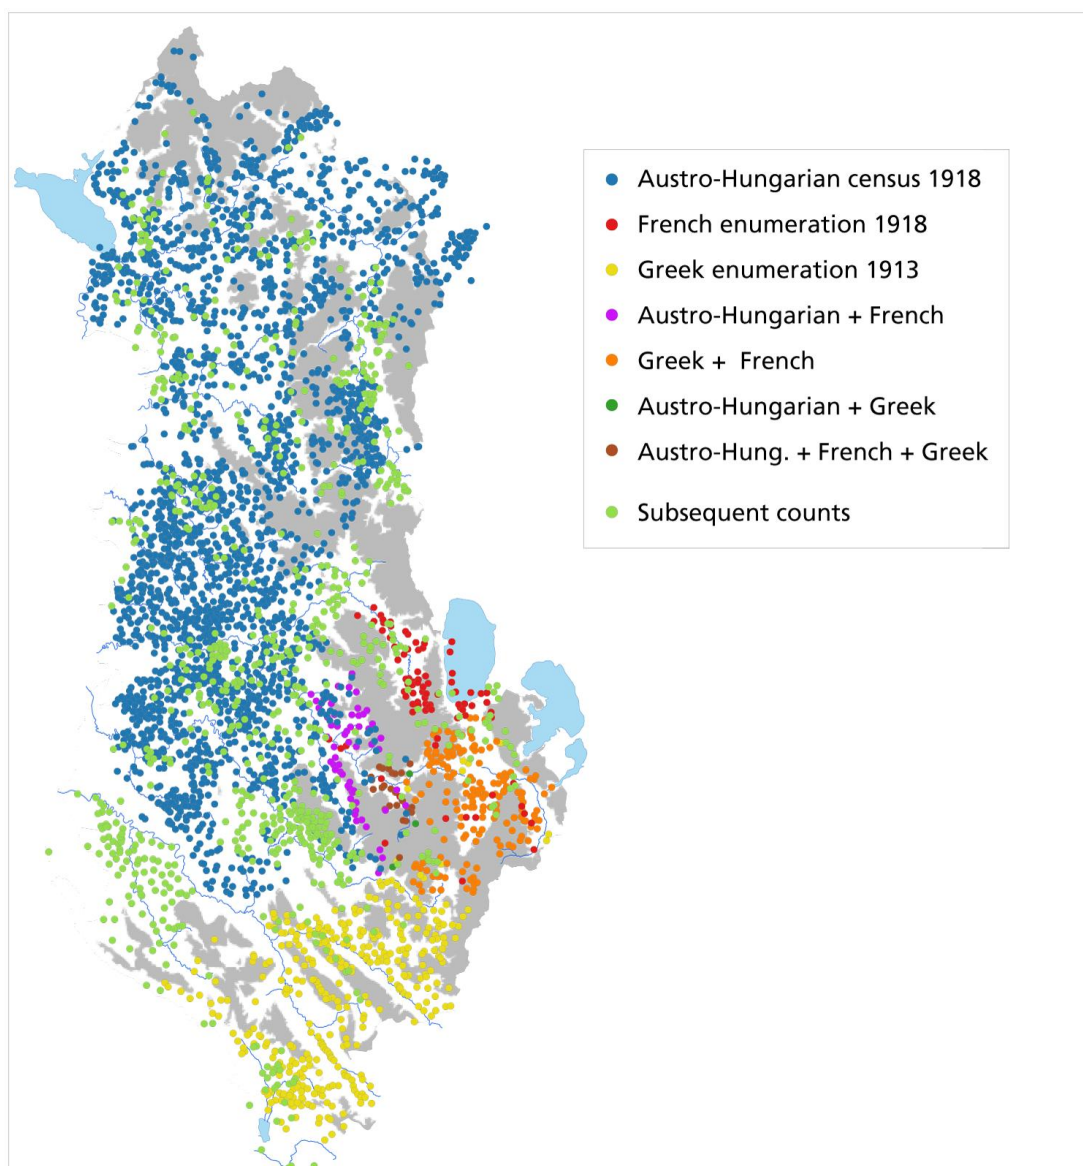 Austro-Hungarian census 1918
French enumeration 1918
Greek enumeration 1913
Austro-Hungarian + French
Greek + French
Austro-Hungarian + Greek
Austro-Hung. + French + Greek
Subsequent counts